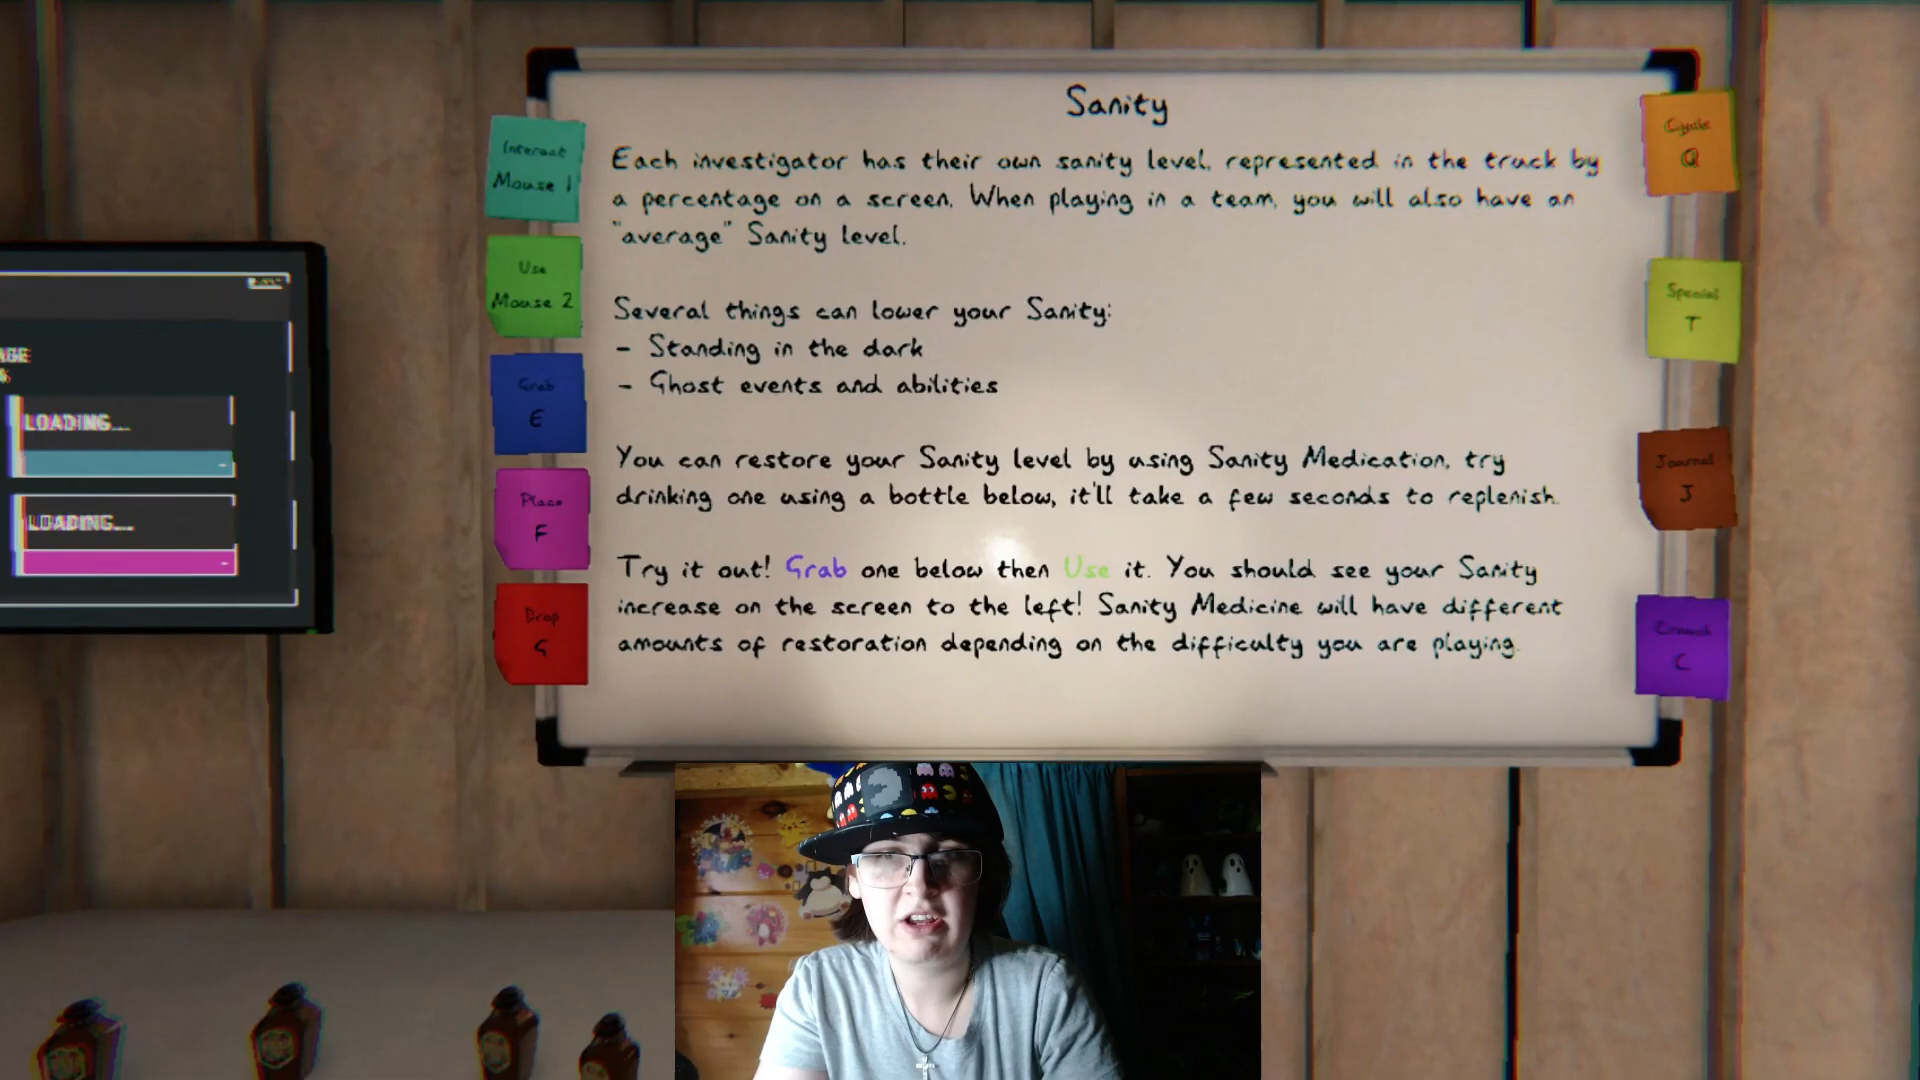 Sanity
Each investigator has their own sanity level, represented in the truck by
a percentage on a screen. When playing in a team, you will also have an
"average" Sanity level.
Several things can lower your Sanity:
- Standing in the dark
- Ghost events and abilities
You can restore your Sanity level by using Sanity Medication, try
drinking one using a bottle below, it'll take a few seconds to replenish.
Try it out! Grab one below then Use it. You should see your Sanity
increase on the screen to the left! Sanity Medicine will have different
amounts of restoration depending on the difficulty you are playing.
Interact
Mouse 1
Use
Mouse 2
Grab
E
Place
F
Drop
G
Cycle
Q
Special
T
Journal
J
Crouch
C
AGE
LOADING...
LOADING...